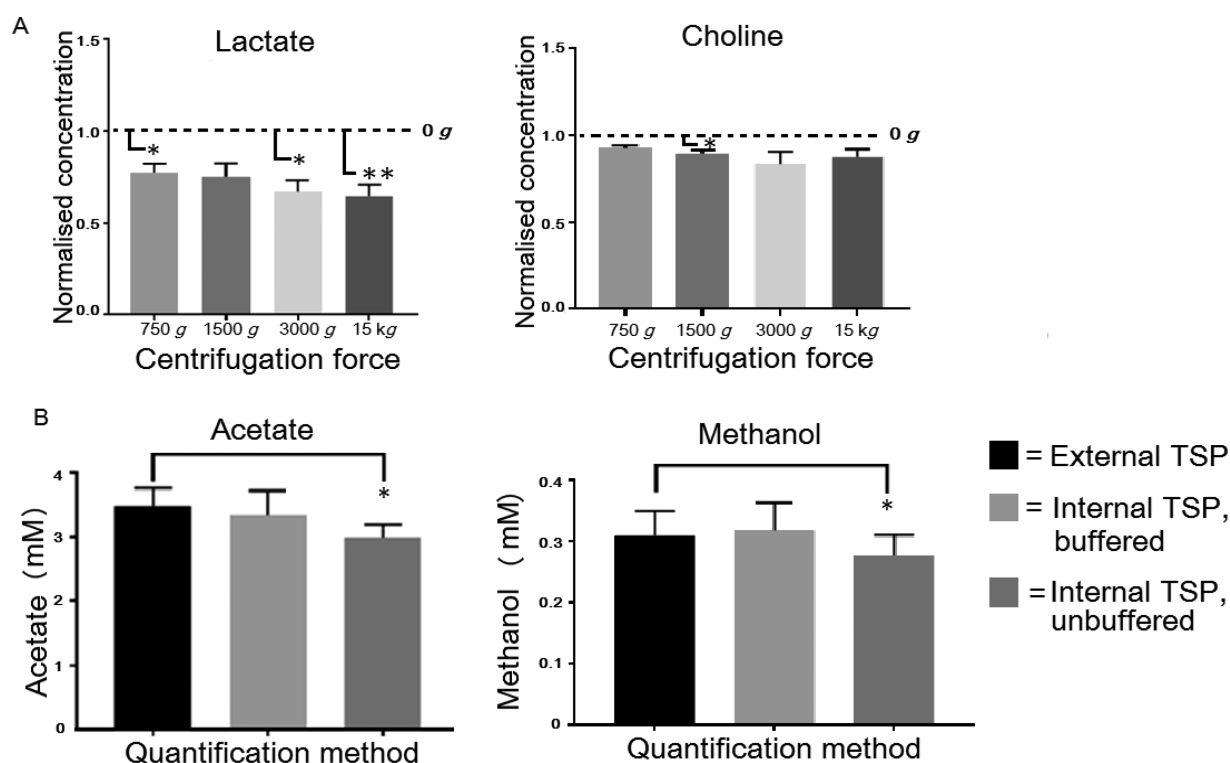 A
Lactate
Normalised concentration
1.5
1.0
0.5
0.0
0 g
*
*
**
750 g 1500 g 3000 g 15 kg
Centrifugation force
Choline
Normalised concentration
1.5
1.0
0.5
0.0
0 g
*
750 g 1500 g 3000 g 15 kg
Centrifugation force
B
Acetate
Acetate (mM)
4
3
2
1
0
*
Quantification method
Methanol
Methanol ( mM)
0.4
0.3
0.2
0.1
0
*
Quantification method
= External TSP
= Internal TSP,
buffered
= Internal TSP,
unbuffered